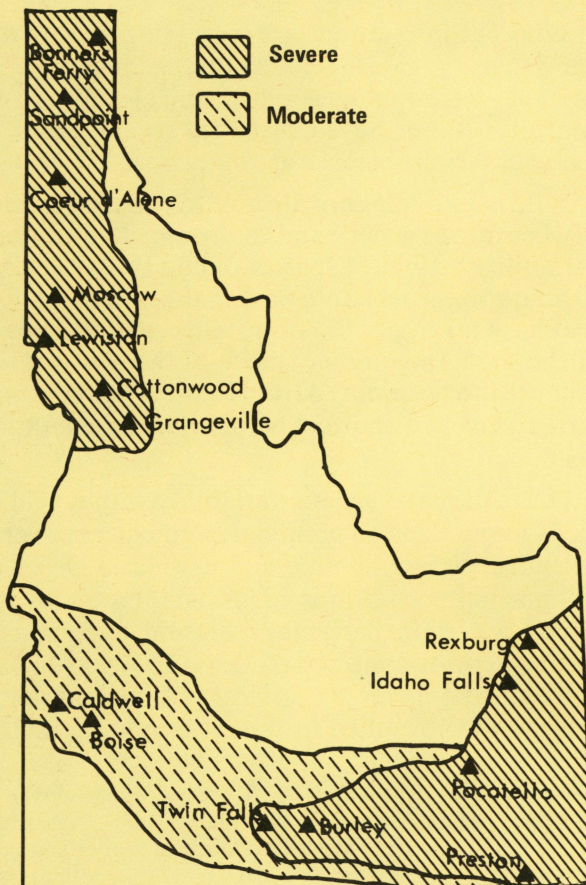 Severe
Moderate
Bonners
Ferry
Sandpoint
Coeur d'Alene
Moscow
Lewiston
Cottonwood
Grangeville
Rexburg
Idaho Falls
Caldwell
Boise
Pocatello
Twin Falls
Burley
Preston